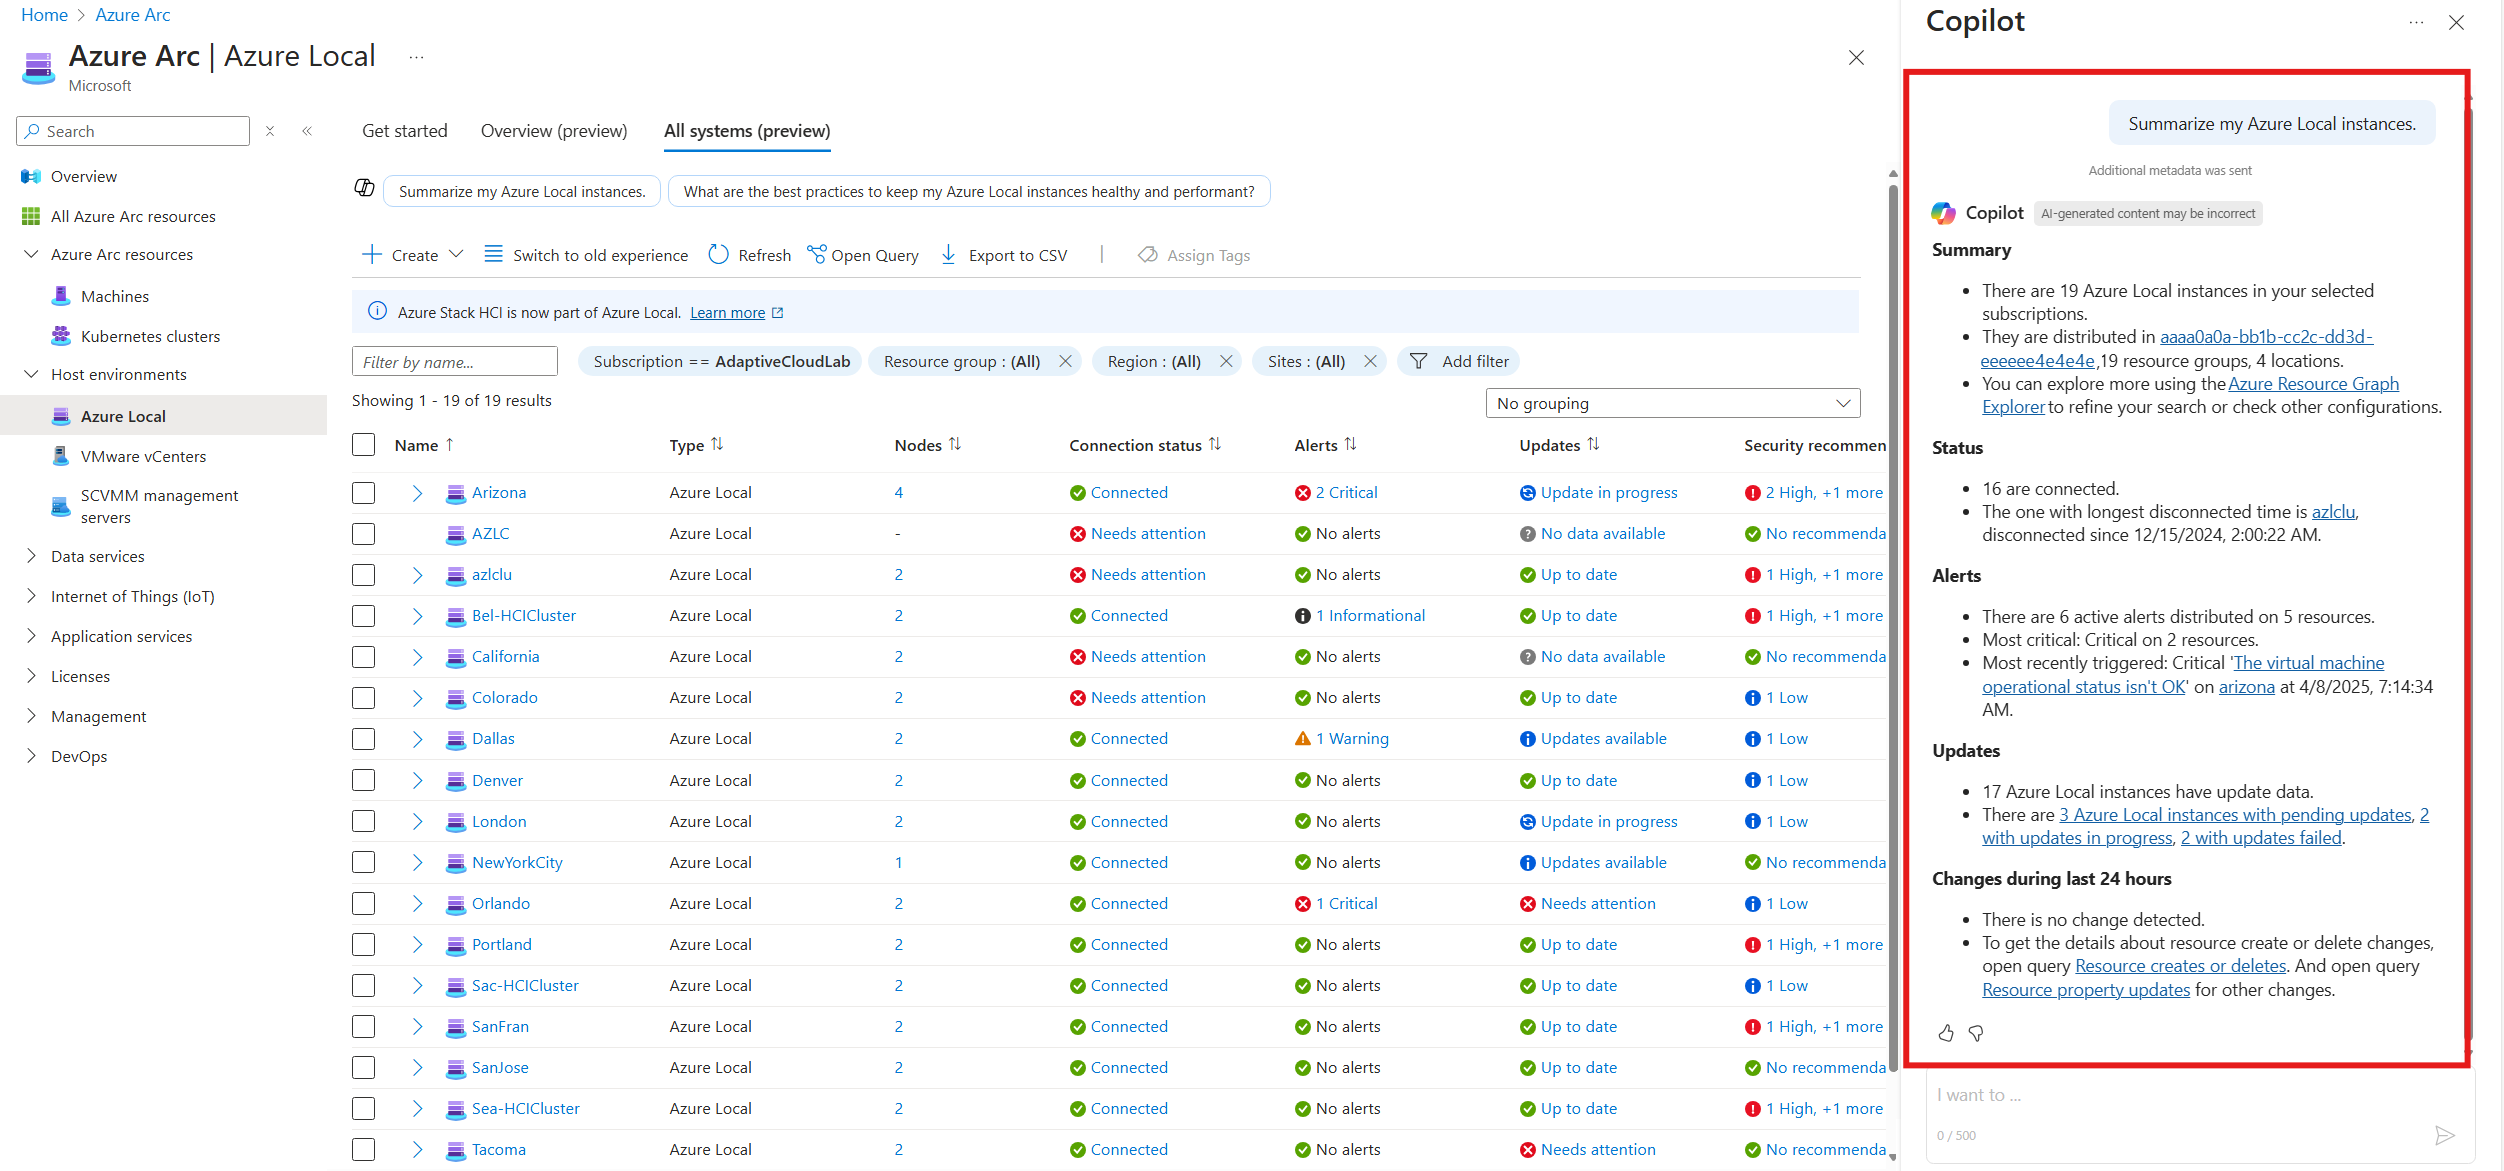 Home > Azure Arc
Azure Arc | Azure Local ...
Microsoft
Search
Overview
All Azure Arc resources
Azure Arc resources
Machines
Kubernetes clusters
Host environments
Azure Local
VMware vCenters
SCVMM management
servers
Data services
Internet of Things (IoT)
Application services
Licenses
Management
DevOps
Get started Overview (preview) All systems (preview)
Summarize my Azure Local instances. What are the best practices to keep my Azure Local instances healthy and performant?
Create Switch to old experience Refresh Open Query Export to CSV | Assign Tags
Azure Stack HCI is now part of Azure Local. Learn more
Filter by name... Subscription == AdaptiveCloudLab Resource group : (All) Region : (All) Sites : (All) Add filter
Showing 1 - 19 of 19 results
No grouping
Name ↑ Type ↑↓ Nodes ↑↓ Connection status ↑↓ Alerts ↑↓ Updates ↑↓ Security recommen
Arizona Azure Local 4 Connected 2 Critical Update in progress 2 High, +1 more
AZLC Azure Local - Needs attention No alerts No data available No recommenda
azlclu Azure Local 2 Needs attention No alerts Up to date 1 High, +1 more
Bel-HCICluster Azure Local 2 Connected 1 Informational Up to date 1 High, +1 more
California Azure Local 2 Needs attention No alerts No data available No recommenda
Colorado Azure Local 2 Needs attention No alerts Up to date 1 Low
Dallas Azure Local 2 Connected 1 Warning Updates available 1 Low
Denver Azure Local 2 Connected No alerts Up to date 1 Low
London Azure Local 2 Connected No alerts Update in progress 1 Low
NewYorkCity Azure Local 1 Connected No alerts Updates available No recommenda
Orlando Azure Local 2 Connected 1 Critical Needs attention 1 Low
Portland Azure Local 2 Connected No alerts Up to date 1 High, +1 more
Sac-HCICluster Azure Local 2 Connected No alerts Up to date 1 Low
SanFran Azure Local 2 Connected No alerts Up to date 1 High, +1 more
SanJose Azure Local 2 Connected No alerts Up to date No recommenda
Sea-HCICluster Azure Local 2 Connected No alerts Up to date 1 High, +1 more
Tacoma Azure Local 2 Connected No alerts Needs attention No recommenda
Copilot ...
Summarize my Azure Local instances.
Additional metadata was sent
Copilot AI-generated content may be incorrect
Summary
• There are 19 Azure Local instances in your selected
subscriptions.
• They are distributed in aaaa0a0a-bb1b-cc2c-dd3d-
eeeeee4e4e4e,19 resource groups, 4 locations.
• You can explore more using the Azure Resource Graph
Explorer to refine your search or check other configurations.
Status
• 16 are connected.
• The one with longest disconnected time is azlclu,
disconnected since 12/15/2024, 2:00:22 AM.
Alerts
• There are 6 active alerts distributed on 5 resources.
• Most critical: Critical on 2 resources.
• Most recently triggered: Critical 'The virtual machine
operational status isn't OK' on arizona at 4/8/2025, 7:14:34
AM.
Updates
• 17 Azure Local instances have update data.
• There are 3 Azure Local instances with pending updates, 2
with updates in progress, 2 with updates failed.
Changes during last 24 hours
• There is no change detected.
• To get the details about resource create or delete changes,
open query Resource creates or deletes. And open query
Resource property updates for other changes.
I want to ...
0 / 500